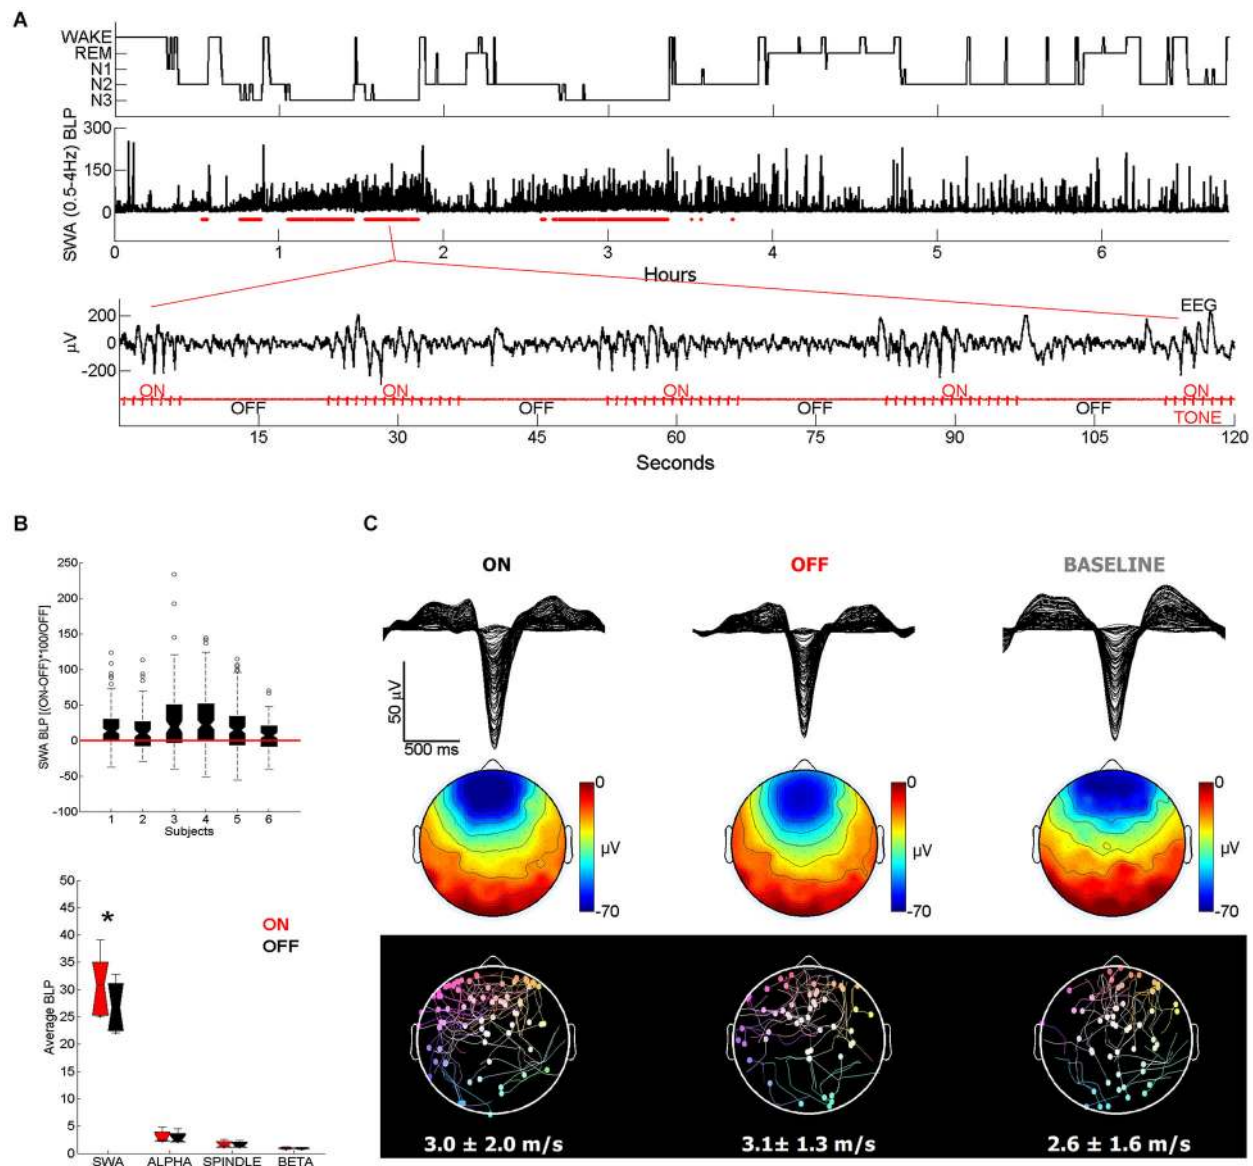 A
WAKE
REM
N1
N2
N3
SWA (0.5-4Hz) BLP
300
150
0
0 1 2 3 4 5 6
Hours
EEG
µV
200
0
-200
ON ON ON ON ON
OFF OFF OFF OFF TONE
15 30 45 60 75 90 105 120
Seconds
B
SWA BLP [(ON-OFF)*100/OFF]
250
200
150
100
50
0
-50
-100
1 2 3 4 5 6
Subjects
Average BLP
50
45
40
35
30
25
20
15
10
5
0
*
ON
OFF
SWA ALPHA SPINDLE BETA
C
ON OFF BASELINE
50 µV
500 ms
0 0 0
µV µV µV
-70 -70 -70
3.0 ± 2.0 m/s 3.1± 1.3 m/s 2.6 ± 1.6 m/s